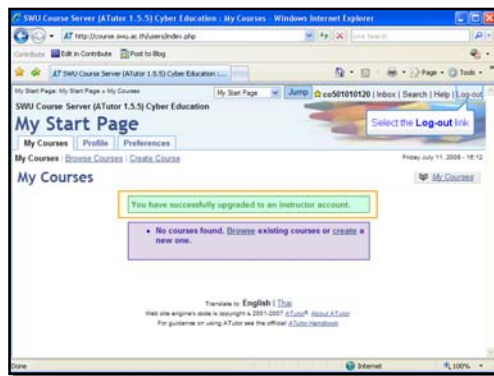 SWU Course Server (ATutor 1.5.5) Cyber Education : My Courses - Windows Internet Explorer
http://course.swu.ac.th/users/index.php
Live Search
Contribute Edit in Contribute Post to Blog
SWU Course Server (ATutor 1.5.5) Cyber Education : ...
Page Tools
My Start Page: My Start Page » My Courses
My Start Page Jump co501010120 | Inbox | Search | Help | Log-out
SWU Course Server (ATutor 1.5.5) Cyber Education
My Start Page
Select the Log-out link
My Courses Profile Preferences
My Courses | Browse Courses | Create Course
Friday July 11, 2008 - 16:12
My Courses
My Courses
You have successfully upgraded to an instructor account.
• No courses found. Browse existing courses or create a
new one.
Translate to: English | Thai
Web site engine's code is copyright © 2001-2007 ATutor®. About ATutor.
For guidance on using ATutor see the official ATutor Handbook.
Done Internet 100%